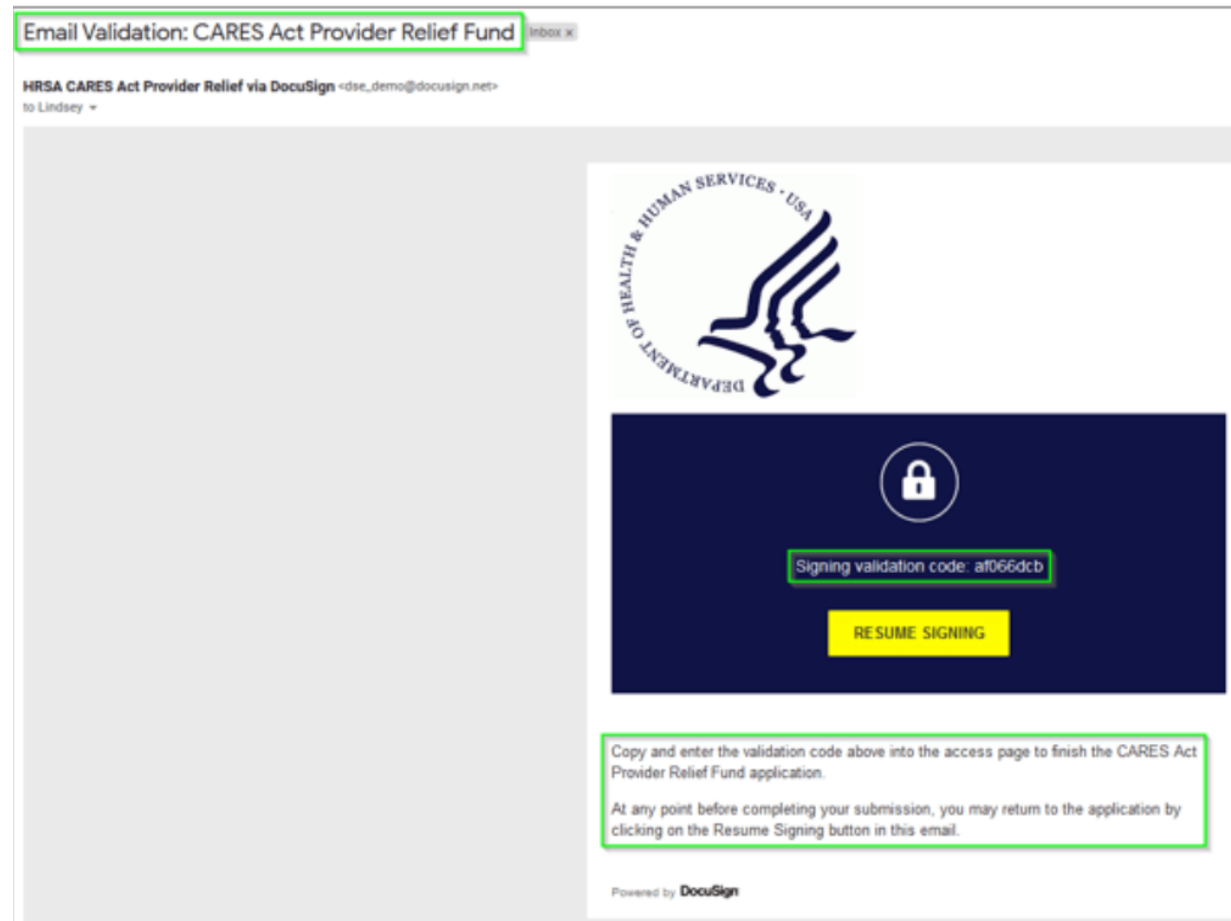 Email Validation: CARES Act Provider Relief Fund Inbox x
HRSA CARES Act Provider Relief via DocuSign <dse_demo@docusign.net>
to Lindsey
DEPARTMENT OF HEALTH & HUMAN SERVICES · USA
Signing validation code: af066dcb
RESUME SIGNING
Copy and enter the validation code above into the access page to finish the CARES Act
Provider Relief Fund application.
At any point before completing your submission, you may return to the application by
clicking on the Resume Signing button in this email.
Powered by DocuSign